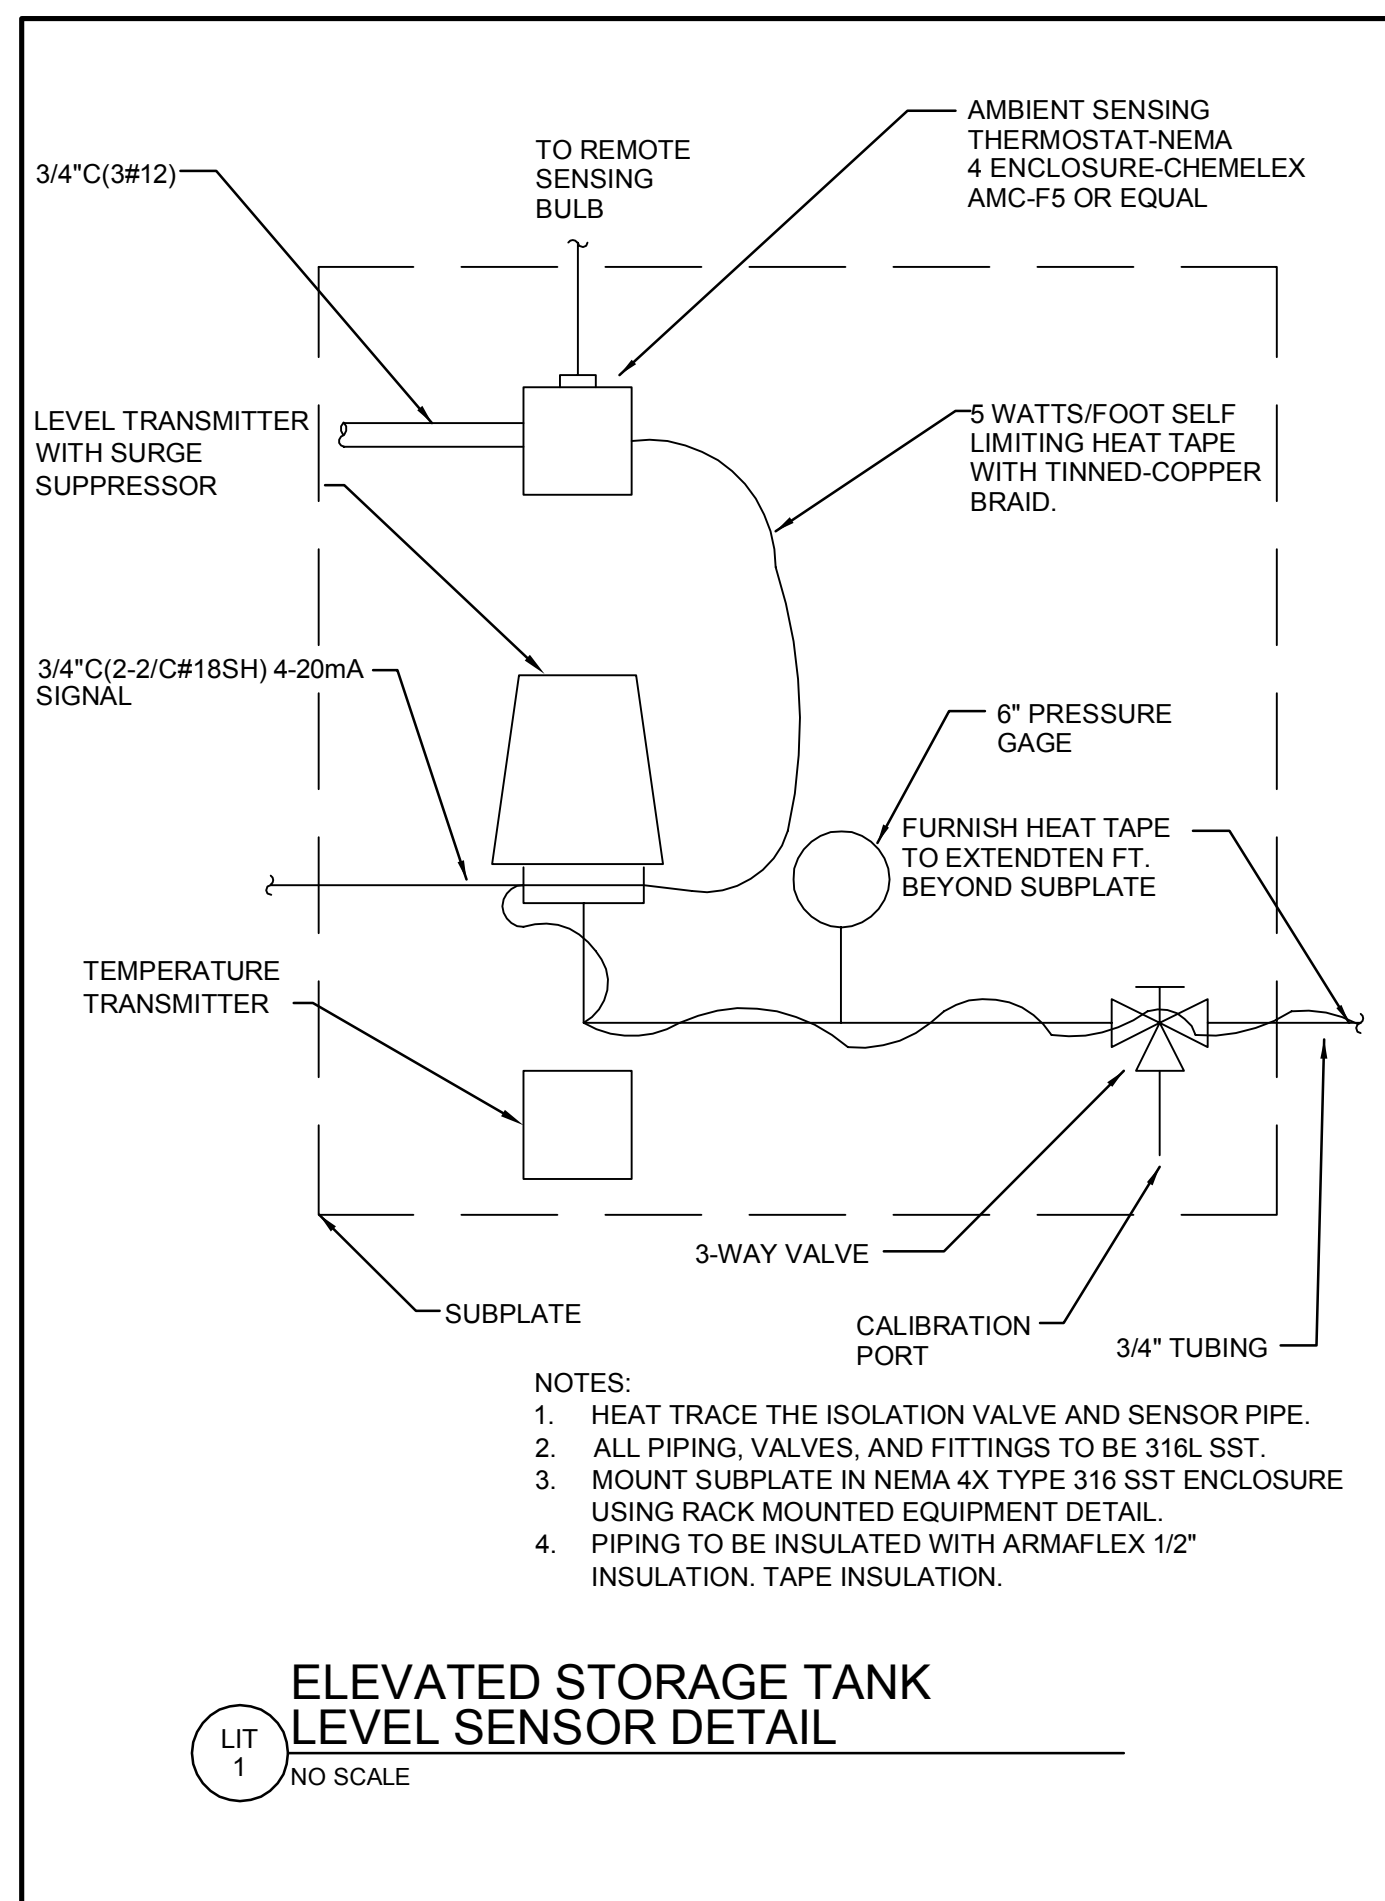 AMBIENT SENSING
THERMOSTAT-NEMA
4 ENCLOSURE-CHEMELEX
AMC-F5 OR EQUAL
TO REMOTE
SENSING
BULB
3/4"C(3#12)
LEVEL TRANSMITTER
WITH SURGE
SUPPRESSOR
5 WATTS/FOOT SELF
LIMITING HEAT TAPE
WITH TINNED-COPPER
BRAID.
3/4"C(2-2/C#18SH) 4-20mA
SIGNAL
6" PRESSURE
GAGE
FURNISH HEAT TAPE
TO EXTENDTEN FT.
BEYOND SUBPLATE
TEMPERATURE
TRANSMITTER
3-WAY VALVE
SUBPLATE
CALIBRATION
PORT
3/4" TUBING
NOTES:
1. HEAT TRACE THE ISOLATION VALVE AND SENSOR PIPE.
2. ALL PIPING, VALVES, AND FITTINGS TO BE 316L SST.
3. MOUNT SUBPLATE IN NEMA 4X TYPE 316 SST ENCLOSURE
USING RACK MOUNTED EQUIPMENT DETAIL.
4. PIPING TO BE INSULATED WITH ARMAFLEX 1/2"
INSULATION. TAPE INSULATION.
ELEVATED STORAGE TANK
LEVEL SENSOR DETAIL
LIT
1
NO SCALE